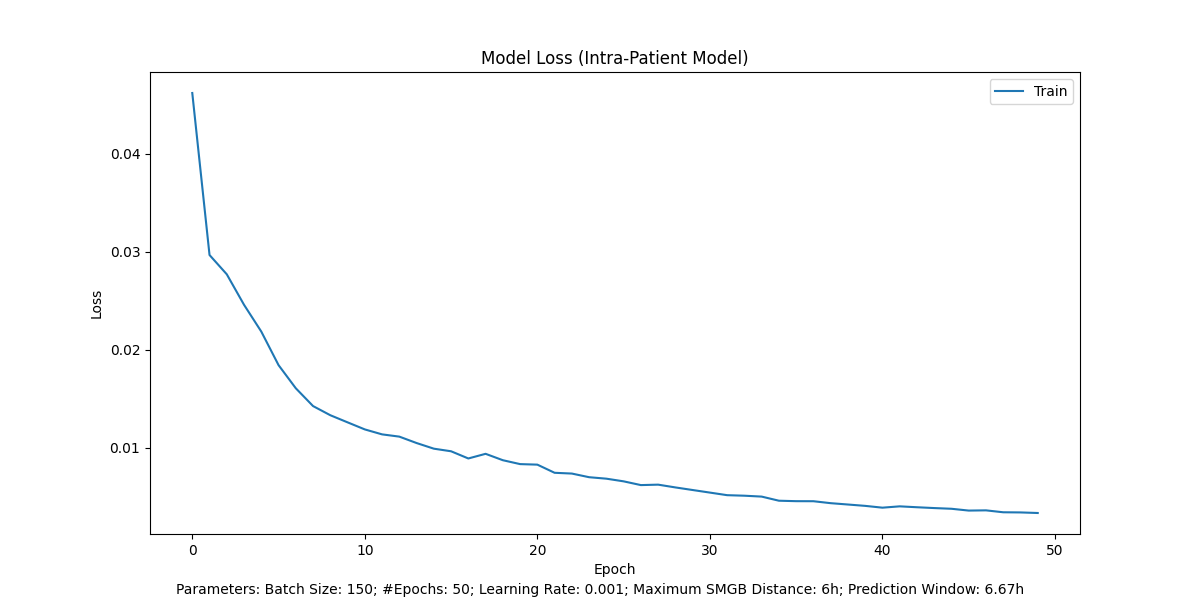 Model Loss (Intra-Patient Model)
Train
Loss
0.04
0.03
0.02
0.01
0 10 20 30 40 50
Epoch
Parameters: Batch Size: 150; #Epochs: 50; Learning Rate: 0.001; Maximum SMGB Distance: 6h; Prediction Window: 6.67h